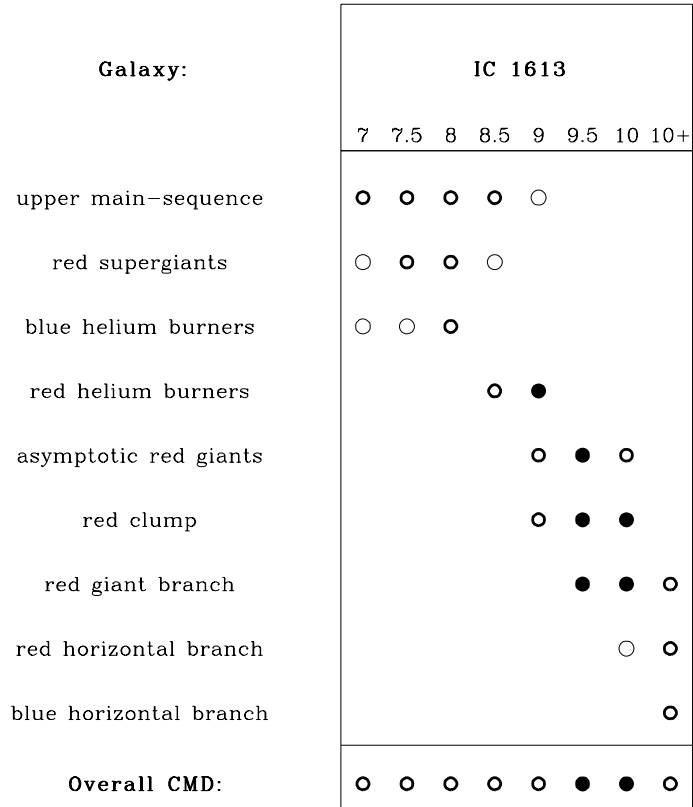 Galaxy: IC 1613
7 7.5 8 8.5 9 9.5 10 10+
upper main−sequence
red supergiants
blue helium burners
red helium burners
asymptotic red giants
red clump
red giant branch
red horizontal branch
blue horizontal branch
Overall CMD: